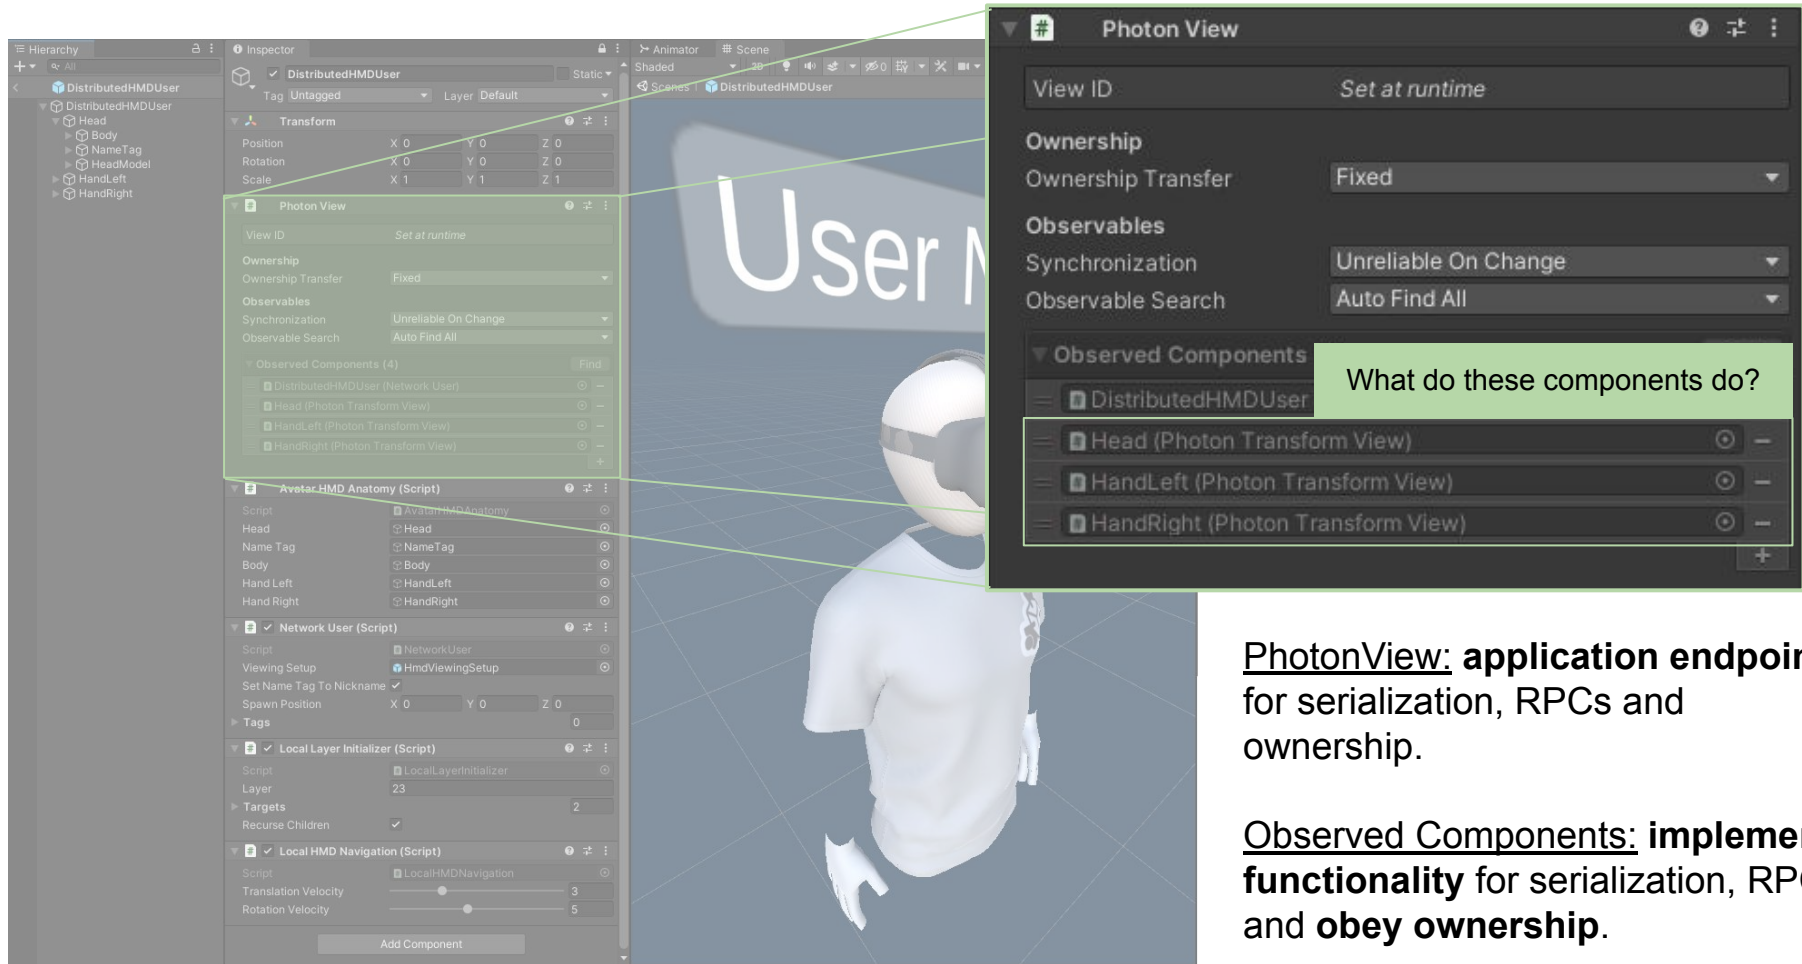 Hierarchy
All
DistributedHMDUser
DistributedHMDUser
Head
Body
NameTag
HeadModel
HandLeft
HandRight
Inspector
DistributedHMDUser
Static
Tag Untagged Layer Default
Transform
Position X 0 Y 0 Z 0
Rotation X 0 Y 0 Z 0
Scale X 1 Y 1 Z 1
Photon View
View ID Set at runtime
Ownership
Ownership Transfer Fixed
Observables
Synchronization Unreliable On Change
Observable Search Auto Find All
Observed Components (4) Find
DistributedHMDUser (Network User)
Head (Photon Transform View)
HandLeft (Photon Transform View)
HandRight (Photon Transform View)
Avatar HMD Anatomy (Script)
Script AvatarHMDAnatomy
Head Head
Name Tag NameTag
Body Body
Hand Left HandLeft
Hand Right HandRight
Network User (Script)
Script NetworkUser
Viewing Setup HmdViewingSetup
Set Name Tag To Nickname
Spawn Position X 0 Y 0 Z 0
Tags 0
Local Layer Initializer (Script)
Script LocalLayerInitializer
Layer 23
Targets 2
Recurse Children
Local HMD Navigation (Script)
Script LocalHMDNavigation
Translation Velocity 3
Rotation Velocity 5
Add Component
Animator Scene
Shaded 2D 0
Scenes DistributedHMDUser
User
Photon View
View ID Set at runtime
Ownership
Ownership Transfer Fixed
Observables
Synchronization Unreliable On Change
Observable Search Auto Find All
Observed Components
What do these components do?
DistributedHMDUser
Head (Photon Transform View)
HandLeft (Photon Transform View)
HandRight (Photon Transform View)
PhotonView: application endpoin
for serialization, RPCs and
ownership.
Observed Components: implemen
functionality for serialization, RPC
and obey ownership.